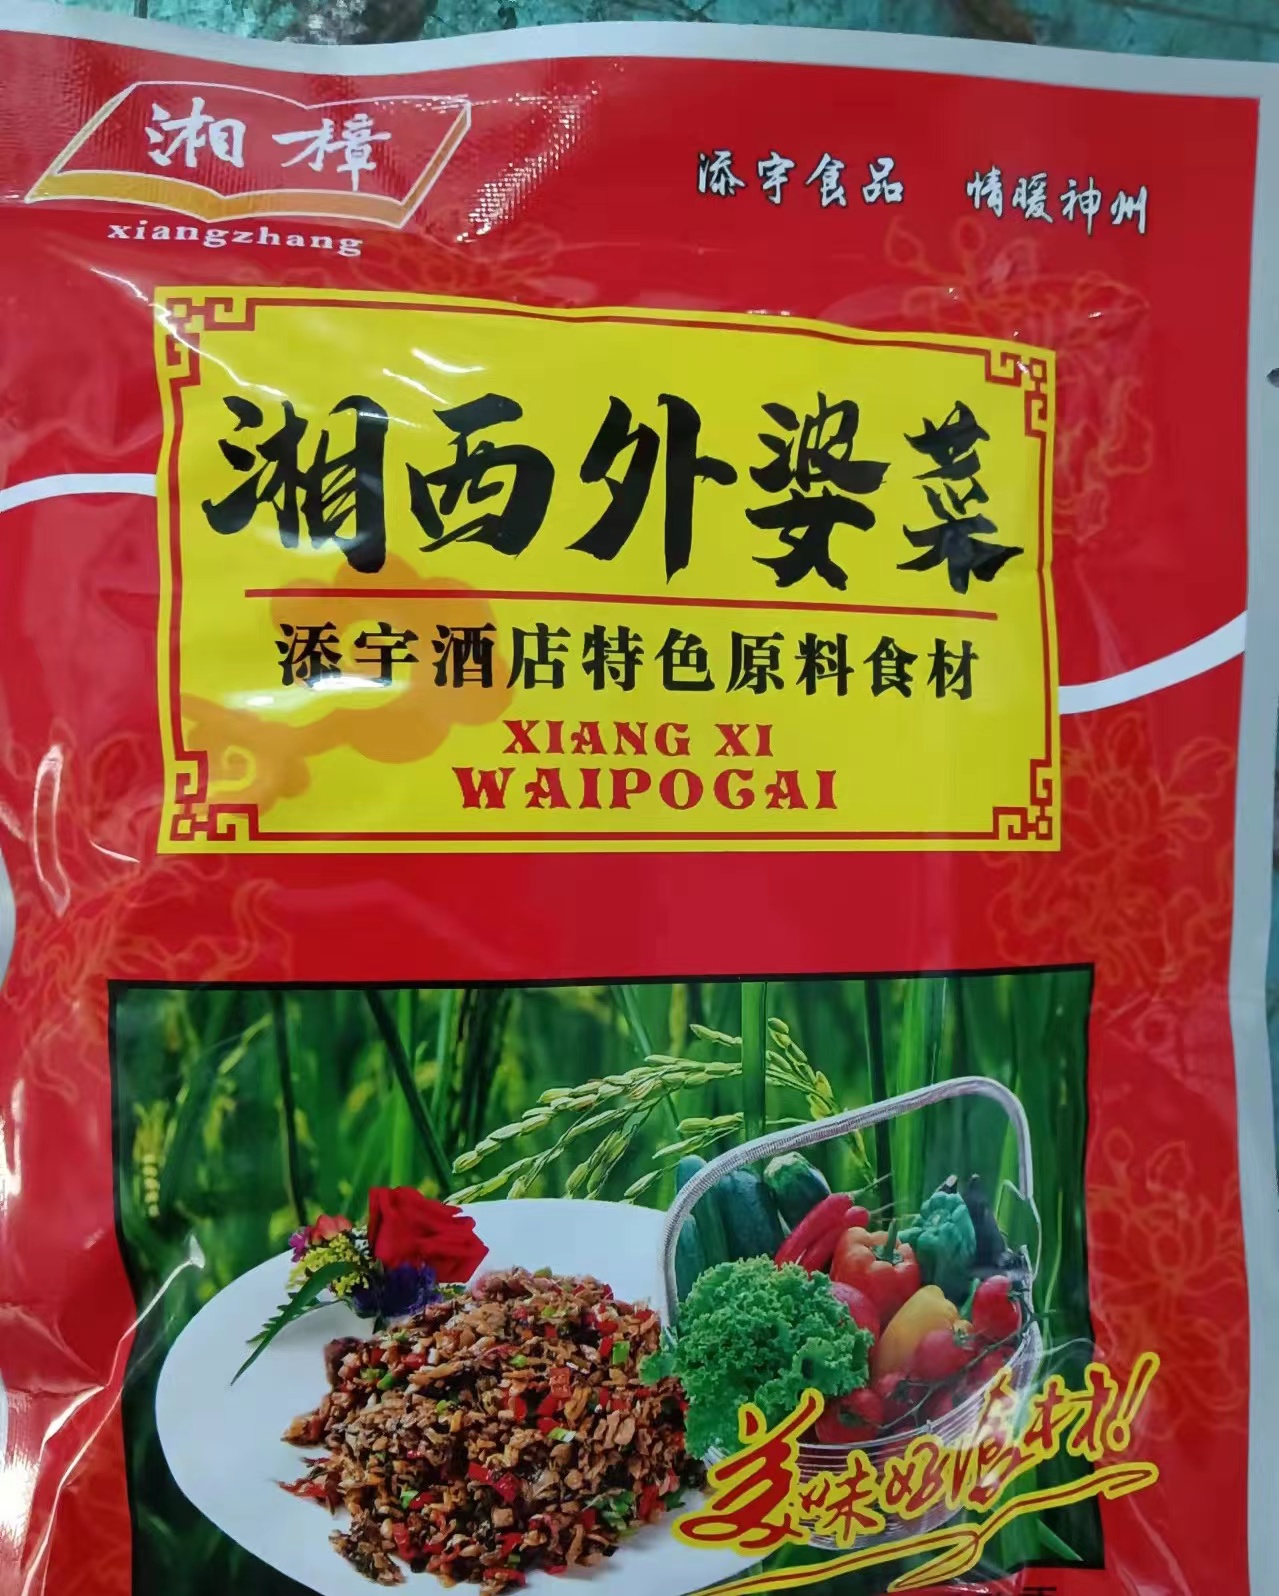 湘樟
xiangzhang
添宇食品 情暖神州
湘西外婆菜
添宇酒店特色原料食材
XIANG XI
WAIPOCAI
美味好食材!